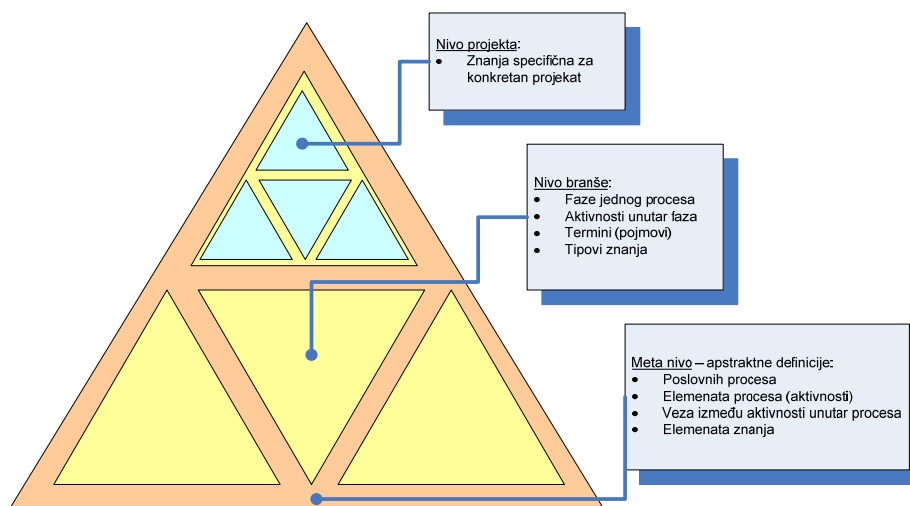 Nivo projekta:
• Znanja specifična za
konkretan projekat
Nivo branše:
• Faze jednog procesa
• Aktivnosti unutar faza
• Termini (pojmovi)
• Tipovi znanja
Meta nivo – apstraktne definicije:
• Poslovnih procesa
• Elemenata procesa (aktivnosti)
• Veza između aktivnosti unutar procesa
• Elemenata znanja